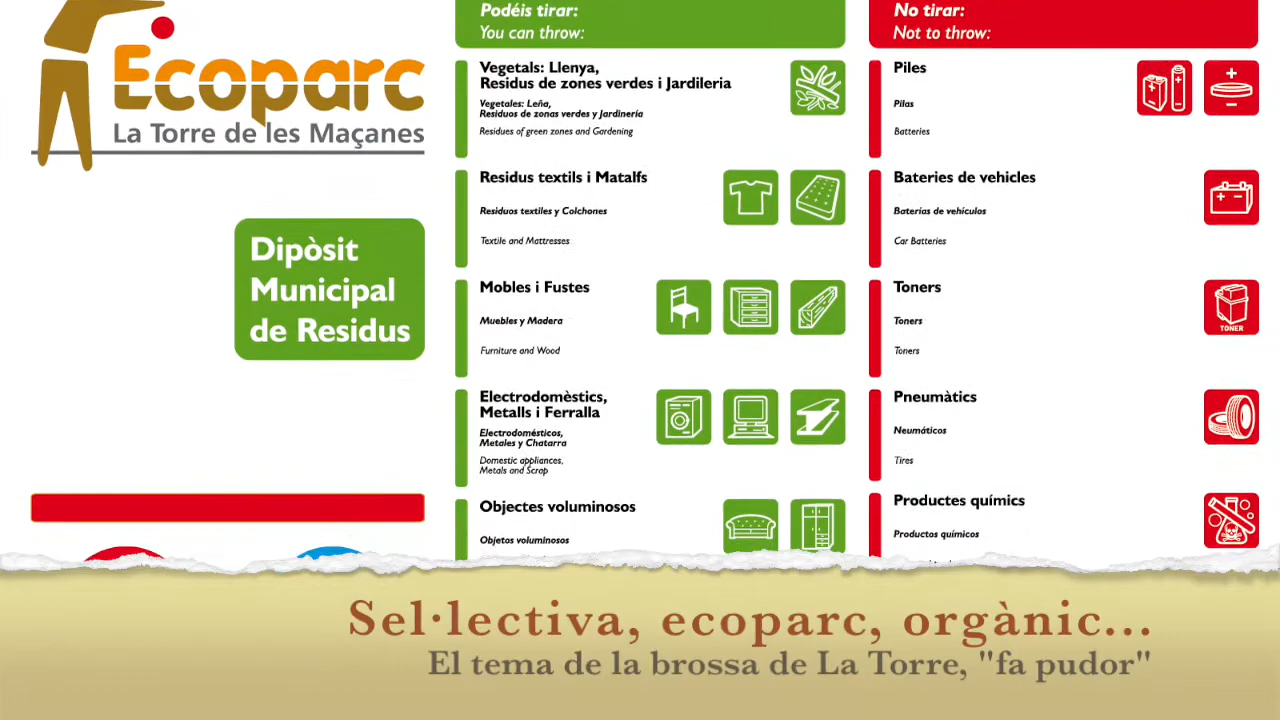 Ecoparc
La Torre de les Maçanes
Dipòsit
Municipal
de Residus
Podéis tirar:
You can throw:
Vegetals: Llenya,
Residus de zones verdes i Jardileria
Vegetales: Leña,
Residuos de zonas verdes y Jardinería
Residues of green zones and Gardening
Residus textils i Matalfs
Residuos textiles y Colchones
Textile and Mattresses
Mobles i Fustes
Muebles y Madera
Furniture and Wood
Electrodomèstics,
Metalls i Ferralla
Electrodomésticos,
Metales y Chatarra
Domestic appliances,
Metals and Scrap
Objectes voluminosos
Objetos voluminosos
No tirar:
Not to throw:
Piles
Pilas
Batteries
Bateries de vehicles
Baterías de vehículos
Car Batteries
Toners
Toners
Toners
TONER
Pneumàtics
Neumáticos
Tires
Productes químics
Productos químicos
Sel·lectiva, ecoparc, orgànic...
El tema de la brossa de La Torre, "fa pudor"